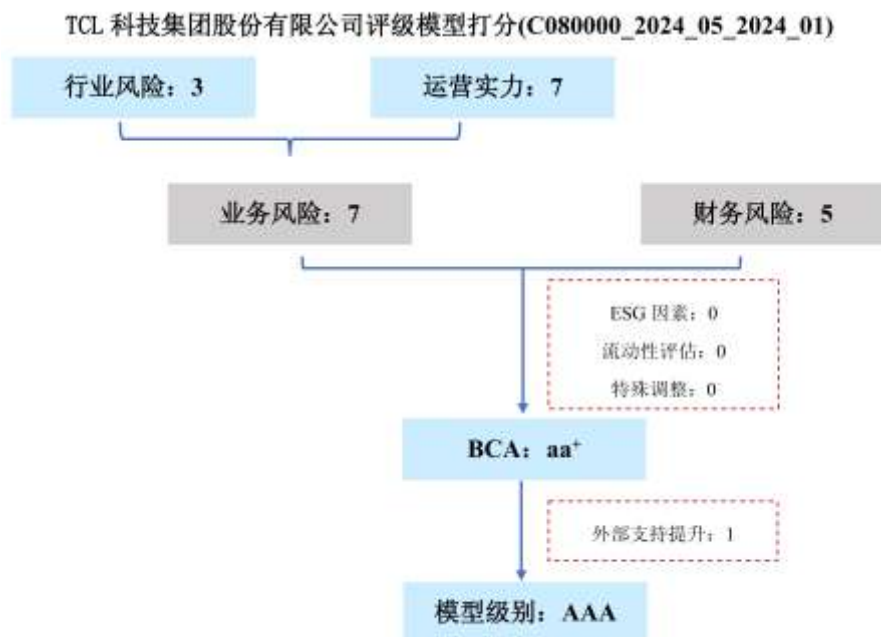 TCL 科技集团股份有限公司评级模型打分(C080000_2024_05_2024_01)
行业风险：3
运营实力：7
业务风险：7
财务风险：5
ESG 因素：0
流动性评估：0
特殊调整：0
BCA：aa⁺
外部支持提升：1
模型级别：AAA